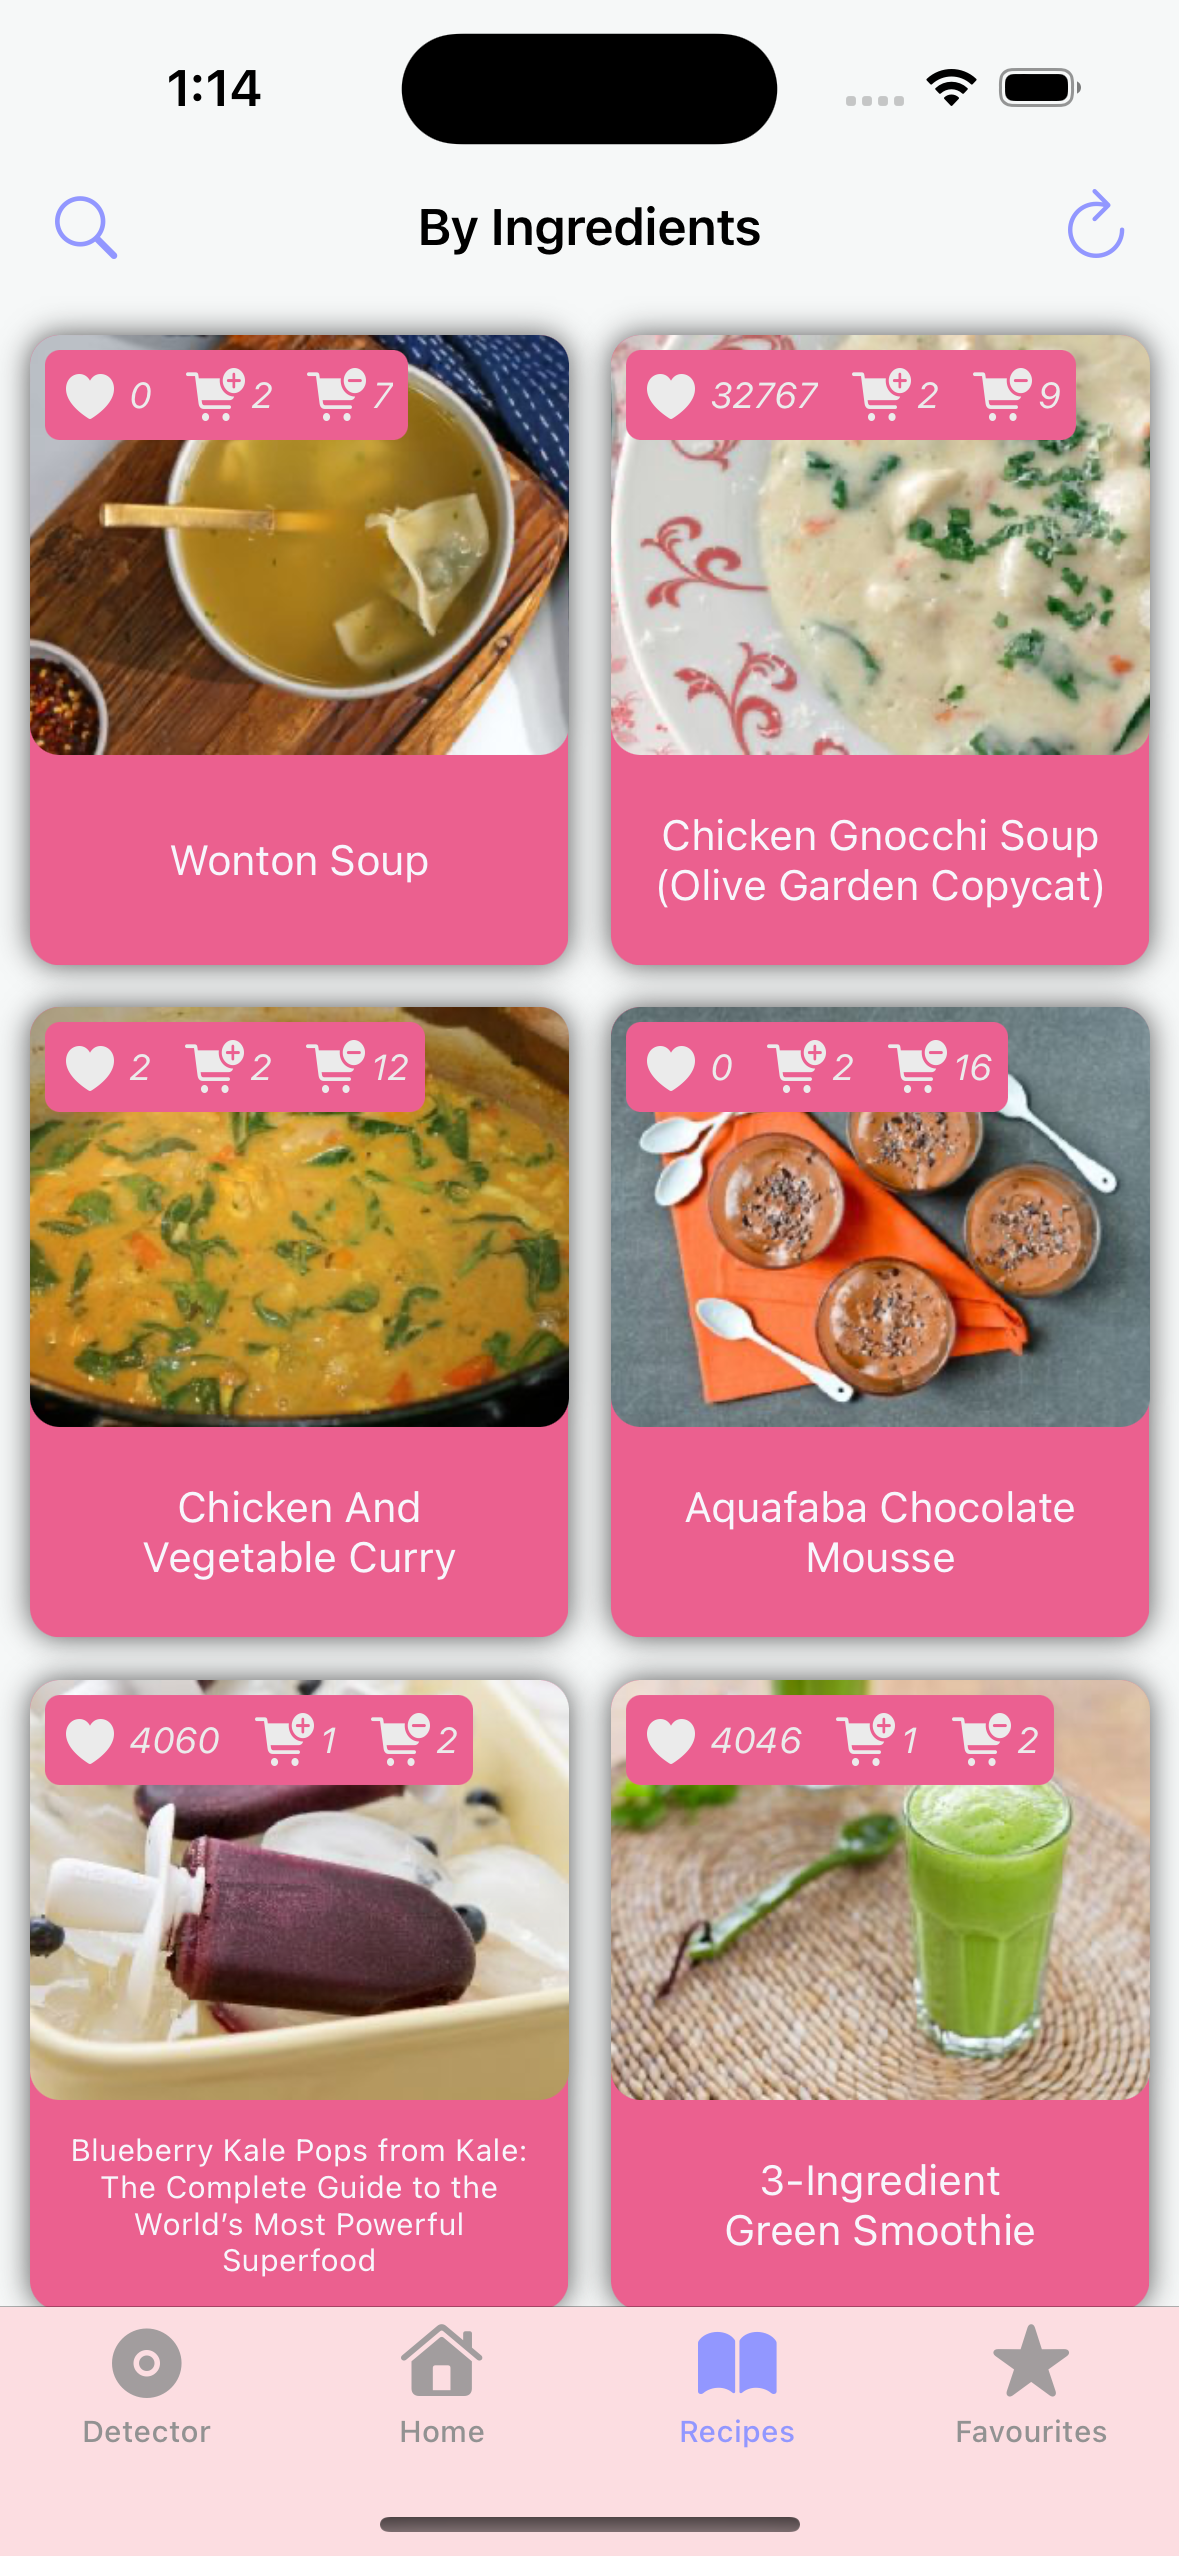 1:14
By Ingredients
0 2 7
32767 2 9
Wonton Soup
Chicken Gnocchi Soup
(Olive Garden Copycat)
2 2 12
0 2 16
Chicken And
Vegetable Curry
Aquafaba Chocolate
Mousse
4060 1 2
4046 1 2
Blueberry Kale Pops from Kale:
The Complete Guide to the
World's Most Powerful
Superfood
3-Ingredient
Green Smoothie
Detector
Home
Recipes
Favourites